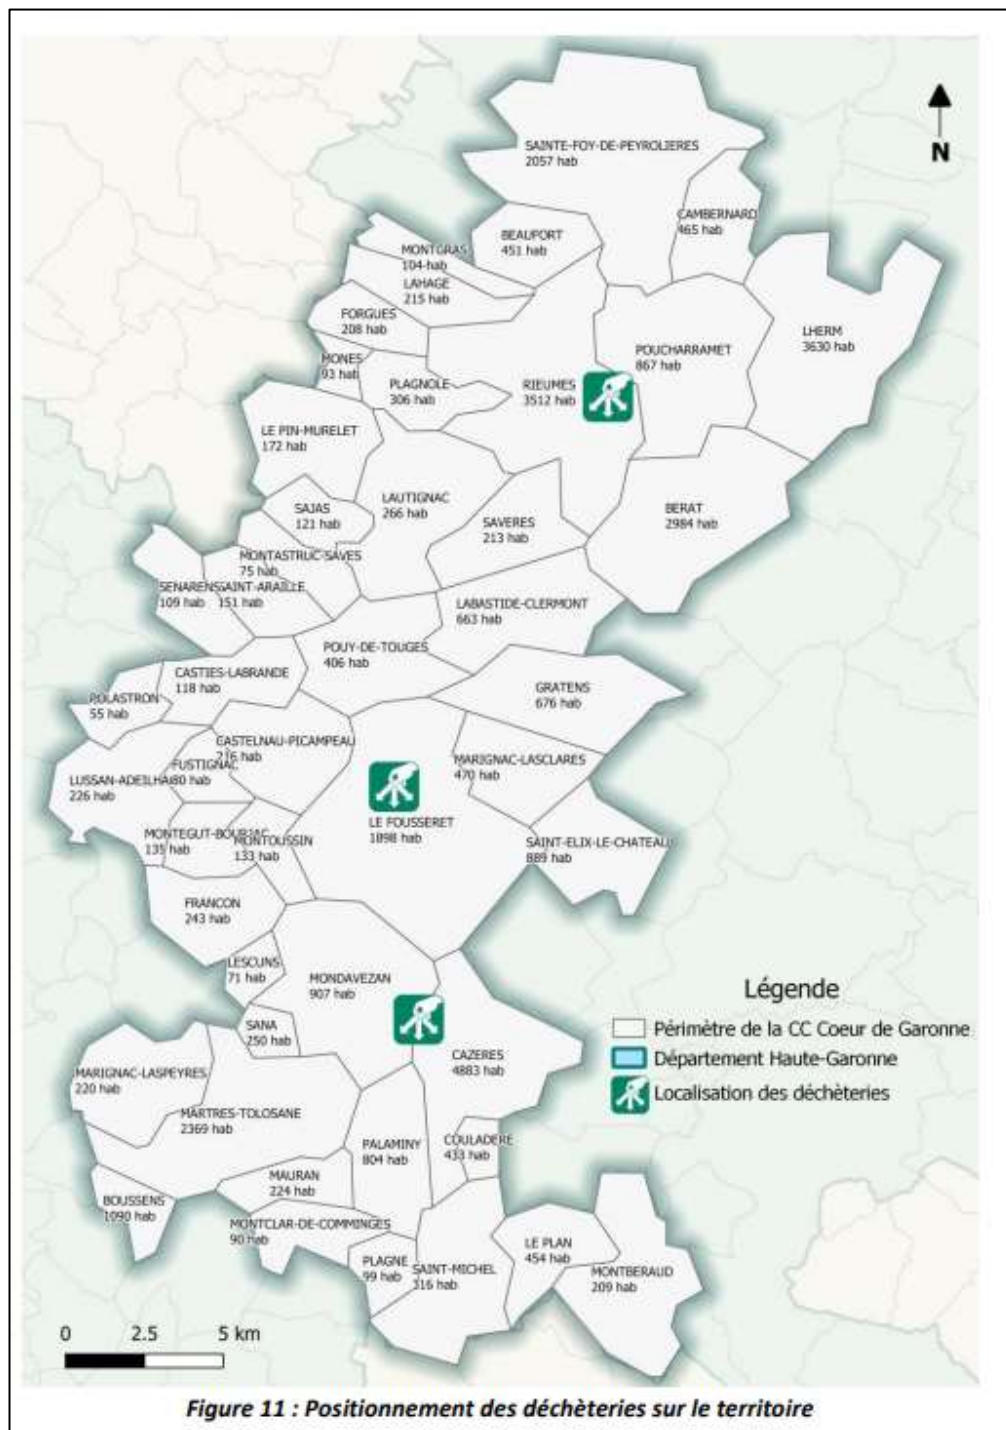 N
SAINTE-FOY-DE-PEYROLIERES
2057 hab
CAMBERNARD
465 hab
BEAUFORT
451 hab
MONTGRAS
104 hab
LAHAGE
215 hab
FORGUES
208 hab
LHERM
3630 hab
POUCHARRAMET
867 hab
MONES
93 hab
PLAGNOLE
306 hab
RIEUMES
3512 hab
LE PIN-MURELET
172 hab
LAUTIGNAC
266 hab
SAJAS
121 hab
SAVERES
213 hab
BERAT
2984 hab
MONTASTRUC-SAVES
75 hab
SENARENS
109 hab
SAINT-ARAILLE
151 hab
LABASTIDE-CLERMONT
663 hab
POUY-DE-TOUGES
406 hab
CASTIES-LABRANDE
118 hab
GRATENS
676 hab
POLASTRON
55 hab
CASTELNAU-PICAMPEAU
216 hab
FUSTIGNAC
80 hab
LUSSAN-ADEILHAC
226 hab
MARIGNAC-LASCLARES
470 hab
LE FOUSSERET
1898 hab
MONTEGUT-BOURJAC
135 hab
MONTOUSSIN
133 hab
SAINT-ELIX-LE-CHATEAU
889 hab
FRANCON
243 hab
LESCUNS
71 hab
MONDAVEZAN
907 hab
SANA
250 hab
CAZERES
4883 hab
MARIGNAC-LASPEYRES
220 hab
MARTRES-TOLOSANE
2369 hab
PALAMINY
804 hab
COULADERE
433 hab
MAURAN
224 hab
BOUSSENS
1090 hab
MONTCLAR-DE-COMMINGES
90 hab
PLAGNE
99 hab
SAINT-MICHEL
316 hab
LE PLAN
454 hab
MONTBERAUD
209 hab
Légende
Périmètre de la CC Coeur de Garonne
Département Haute-Garonne
Localisation des déchèteries
0 2.5 5 km
Figure 11 : Positionnement des déchèteries sur le territoire